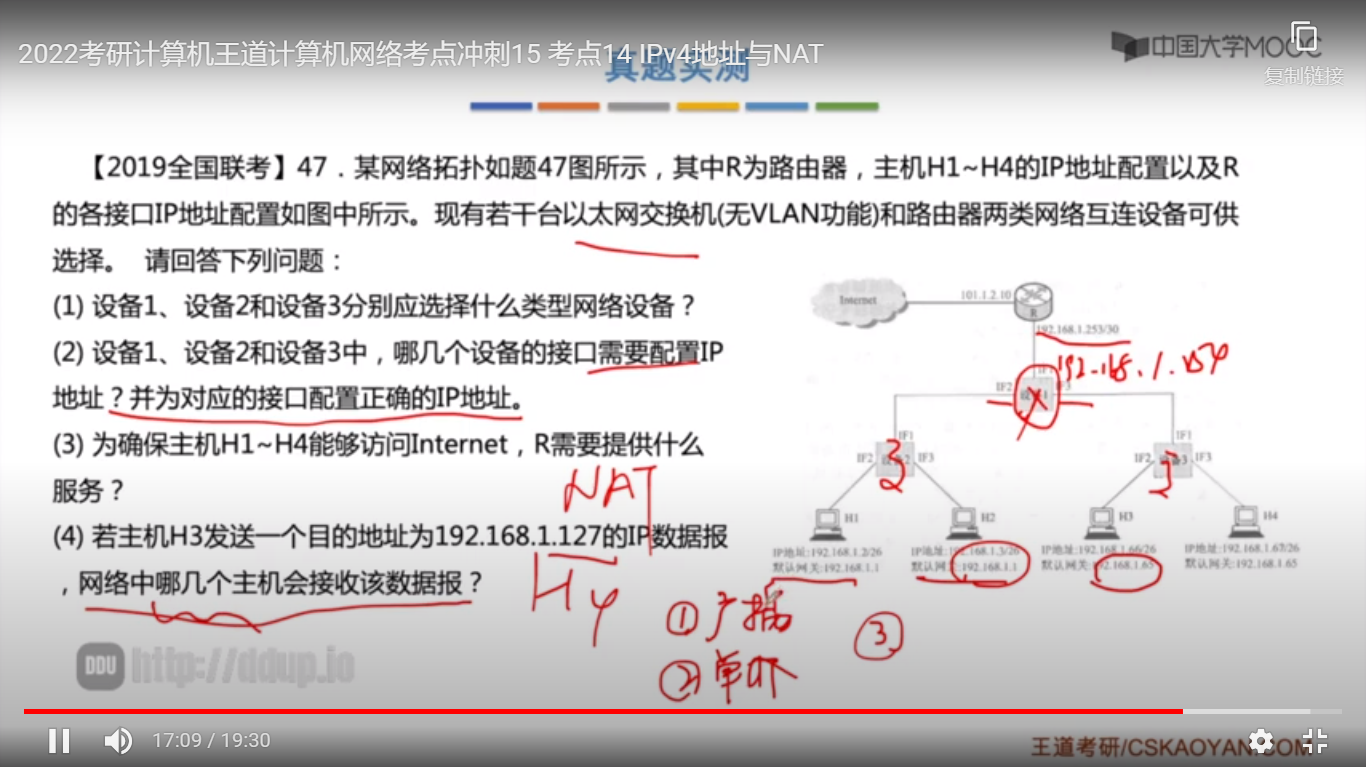 2022考研计算机王道计算机网络考点冲刺15 考点14 IPv4地址与NAT
真题实测
中国大学MOOC
复制链接
【2019全国联考】47．某网络拓扑如题47图所示，其中R为路由器，主机H1~H4的IP地址配置以及R
的各接口IP地址配置如图中所示。现有若干台以太网交换机(无VLAN功能)和路由器两类网络互连设备可供
选择。 请回答下列问题：
(1) 设备1、设备2和设备3分别应选择什么类型网络设备？
(2) 设备1、设备2和设备3中，哪几个设备的接口需要配置IP
地址？并为对应的接口配置正确的IP地址。
(3) 为确保主机H1~H4能够访问Internet，R需要提供什么
服务？
NAT
(4) 若主机H3发送一个目的地址为192.168.1.127的IP数据报
，网络中哪几个主机会接收该数据报？
H4
① 广播
②
③
Internet
101.1.2.10
R
192.168.1.253/30
IF1
192.168.1.254
IF2
IF3
IF1
IF2
IF3
IF1
IF2
设备3
IF3
H1
H2
H3
H4
IP地址:192.168.1.2/26
默认网关:192.168.1.1
IP地址:192.168.1.3/26
默认网关:192.168.1.1
IP地址:192.168.1.66/26
默认网关:192.168.1.65
IP地址:192.168.1.67/26
默认网关:192.168.1.65
DDU http://ddup.io
17:09 / 19:30
王道考研/CSKAOYAN.COM